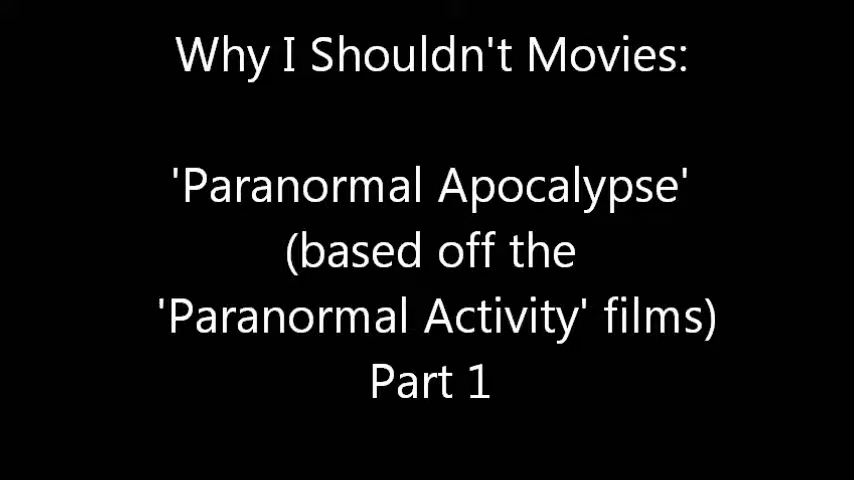 Why I Shouldn't Movies:
'Paranormal Apocalypse'
(based off the
'Paranormal Activity' films)
Part 1